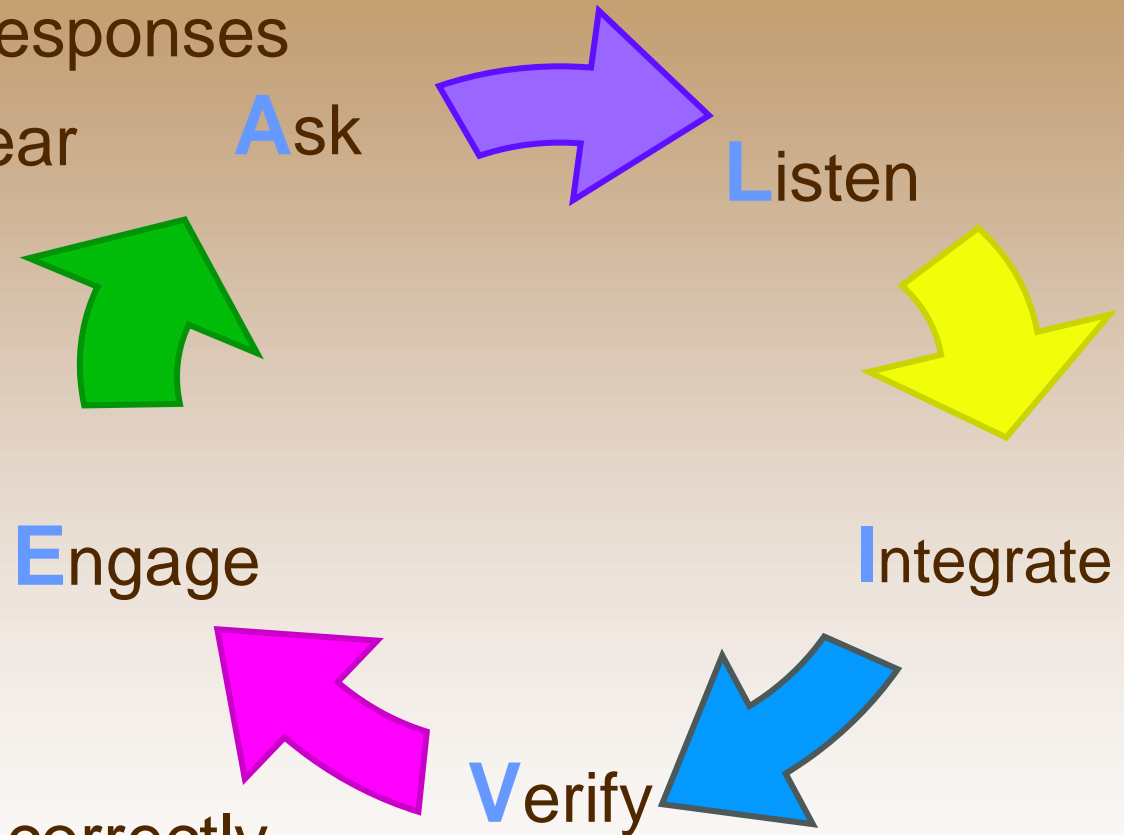 esponses
ear
Ask
Listen
Engage
Integrate
Verify
correctly